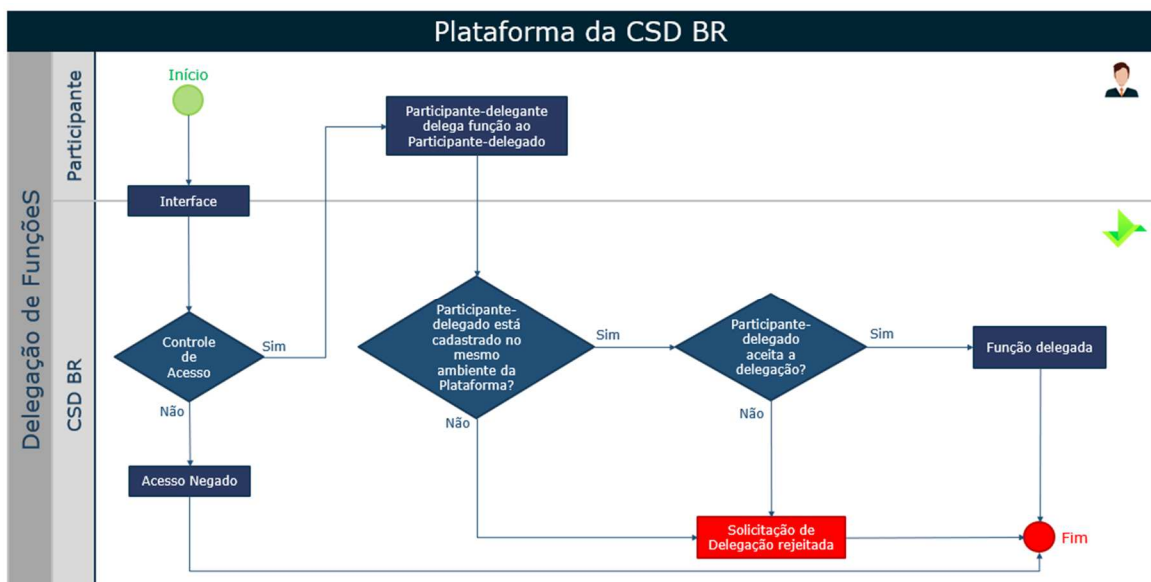 Plataforma da CSD BR
Delegação de FunçõeS
Participante
CSD BR
Início
Interface
Participante-delegante
delega função ao
Participante-delegado
Controle
de
Acesso
Sim
Não
Acesso Negado
Participante-
delegado está
cadastrado no
mesmo
ambiente da
Plataforma?
Sim
Não
Participante-
delegado
aceita a
delegação?
Sim
Não
Função delegada
Solicitação de
Delegação rejeitada
Fim